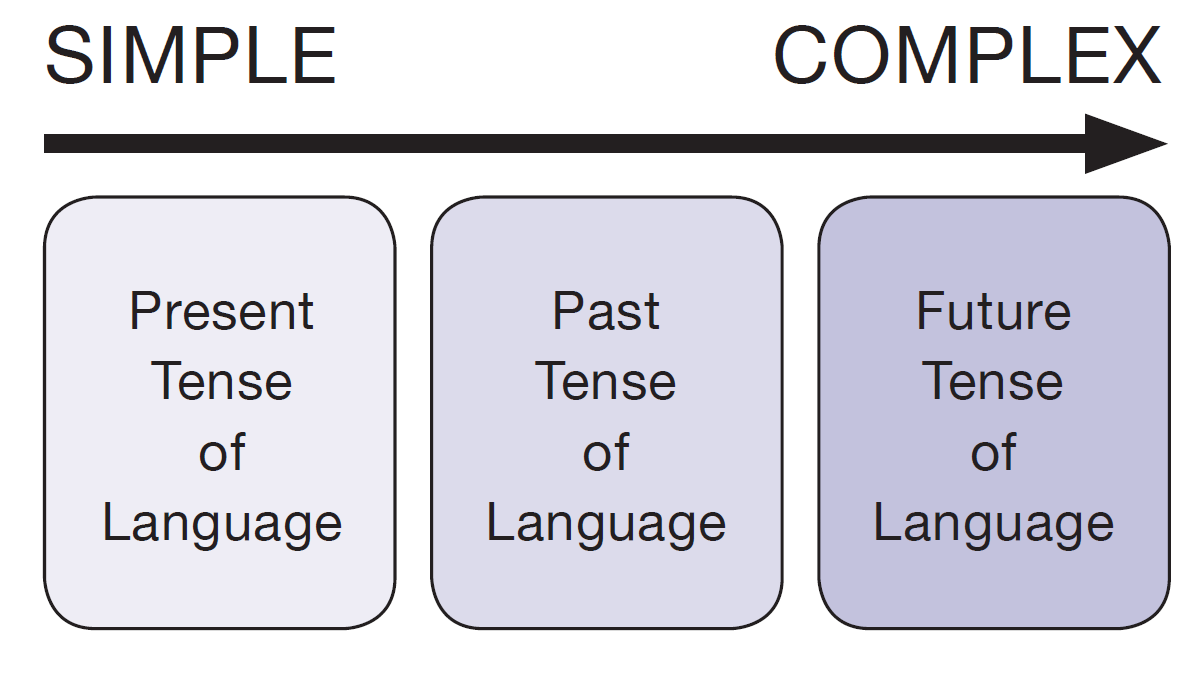 SIMPLE COMPLEX
Present
Tense
of
Language
Past
Tense
of
Language
Future
Tense
of
Language